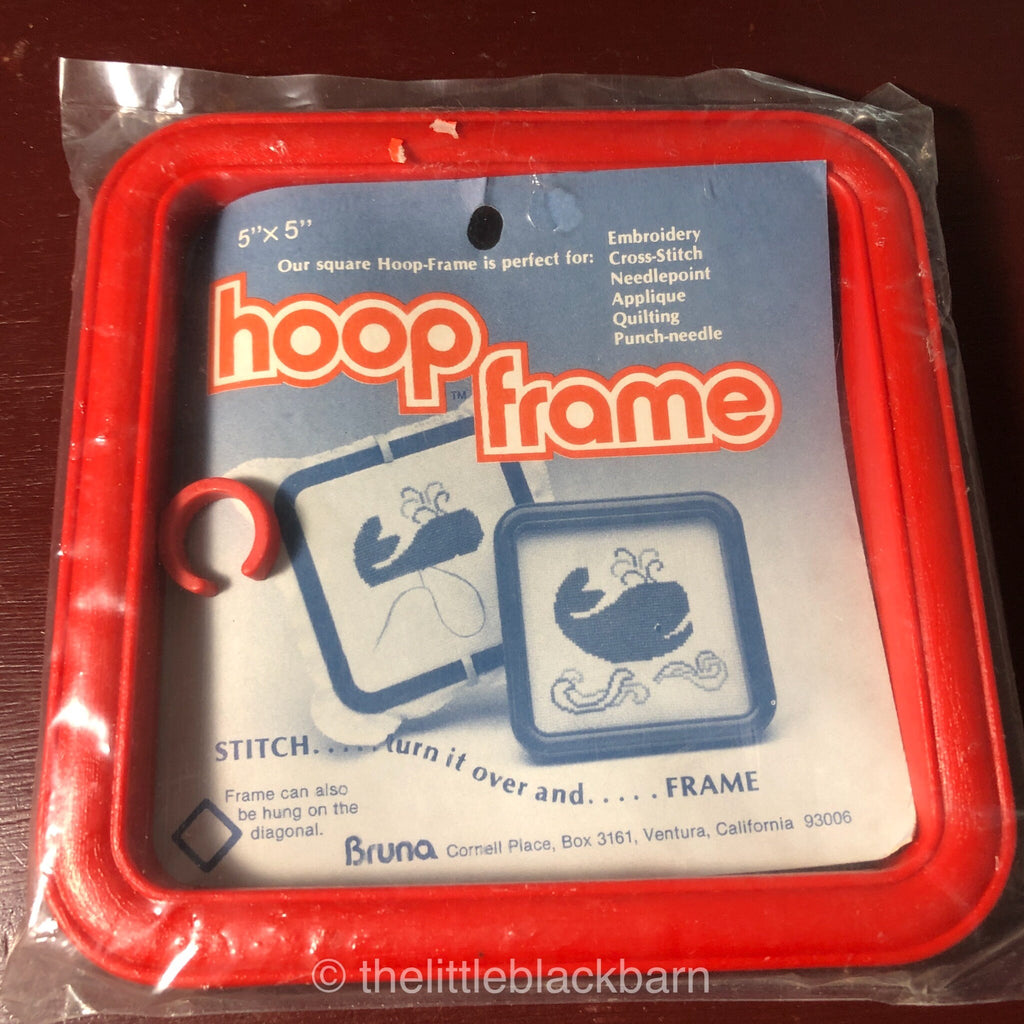 5"× 5"
Our square Hoop-Frame is perfect for:
Embroidery
Cross-Stitch
Needlepoint
Applique
Quilting
Punch-needle
hoop
frame
TM
STITCH. . . . . turn it over and. . . . . FRAME
Frame can also
be hung on the
diagonal.
Bruna Cornell Place, Box 3161, Ventura, California 93006
© thelittleblackbarn